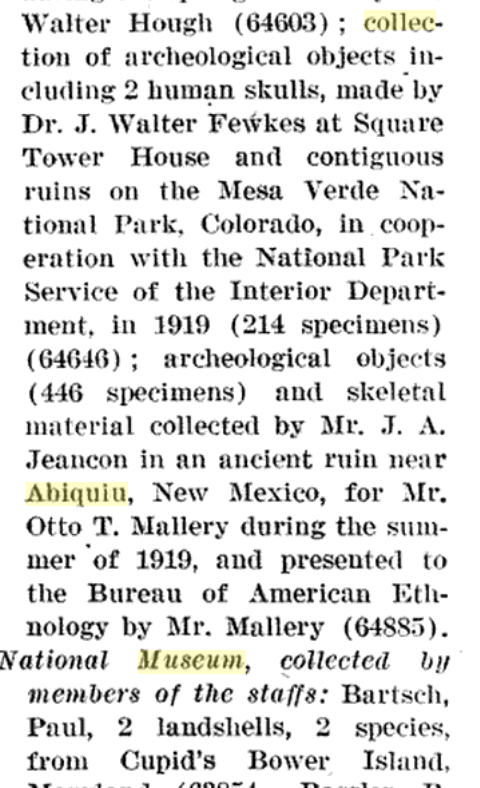 Walter Hough (64603) ; collec-
tion of archeological objects in-
cluding 2 human skulls, made by
Dr. J. Walter Fewkes at Square
Tower House and contiguous
ruins on the Mesa Verde Na-
tional Park, Colorado, in coop-
eration with the National Park
Service of the Interior Depart-
ment, in 1919 (214 specimens)
(64646) ; archeological objects
(446 specimens) and skeletal
material collected by Mr. J. A.
Jeancon in an ancient ruin near
Abiquiu, New Mexico, for Mr.
Otto T. Mallery during the sum-
mer of 1919, and presented to
the Bureau of American Eth-
nology by Mr. Mallery (64885).
National Museum, collected by
members of the staffs: Bartsch,
Paul, 2 landshells, 2 species,
from Cupid's Bower Island,